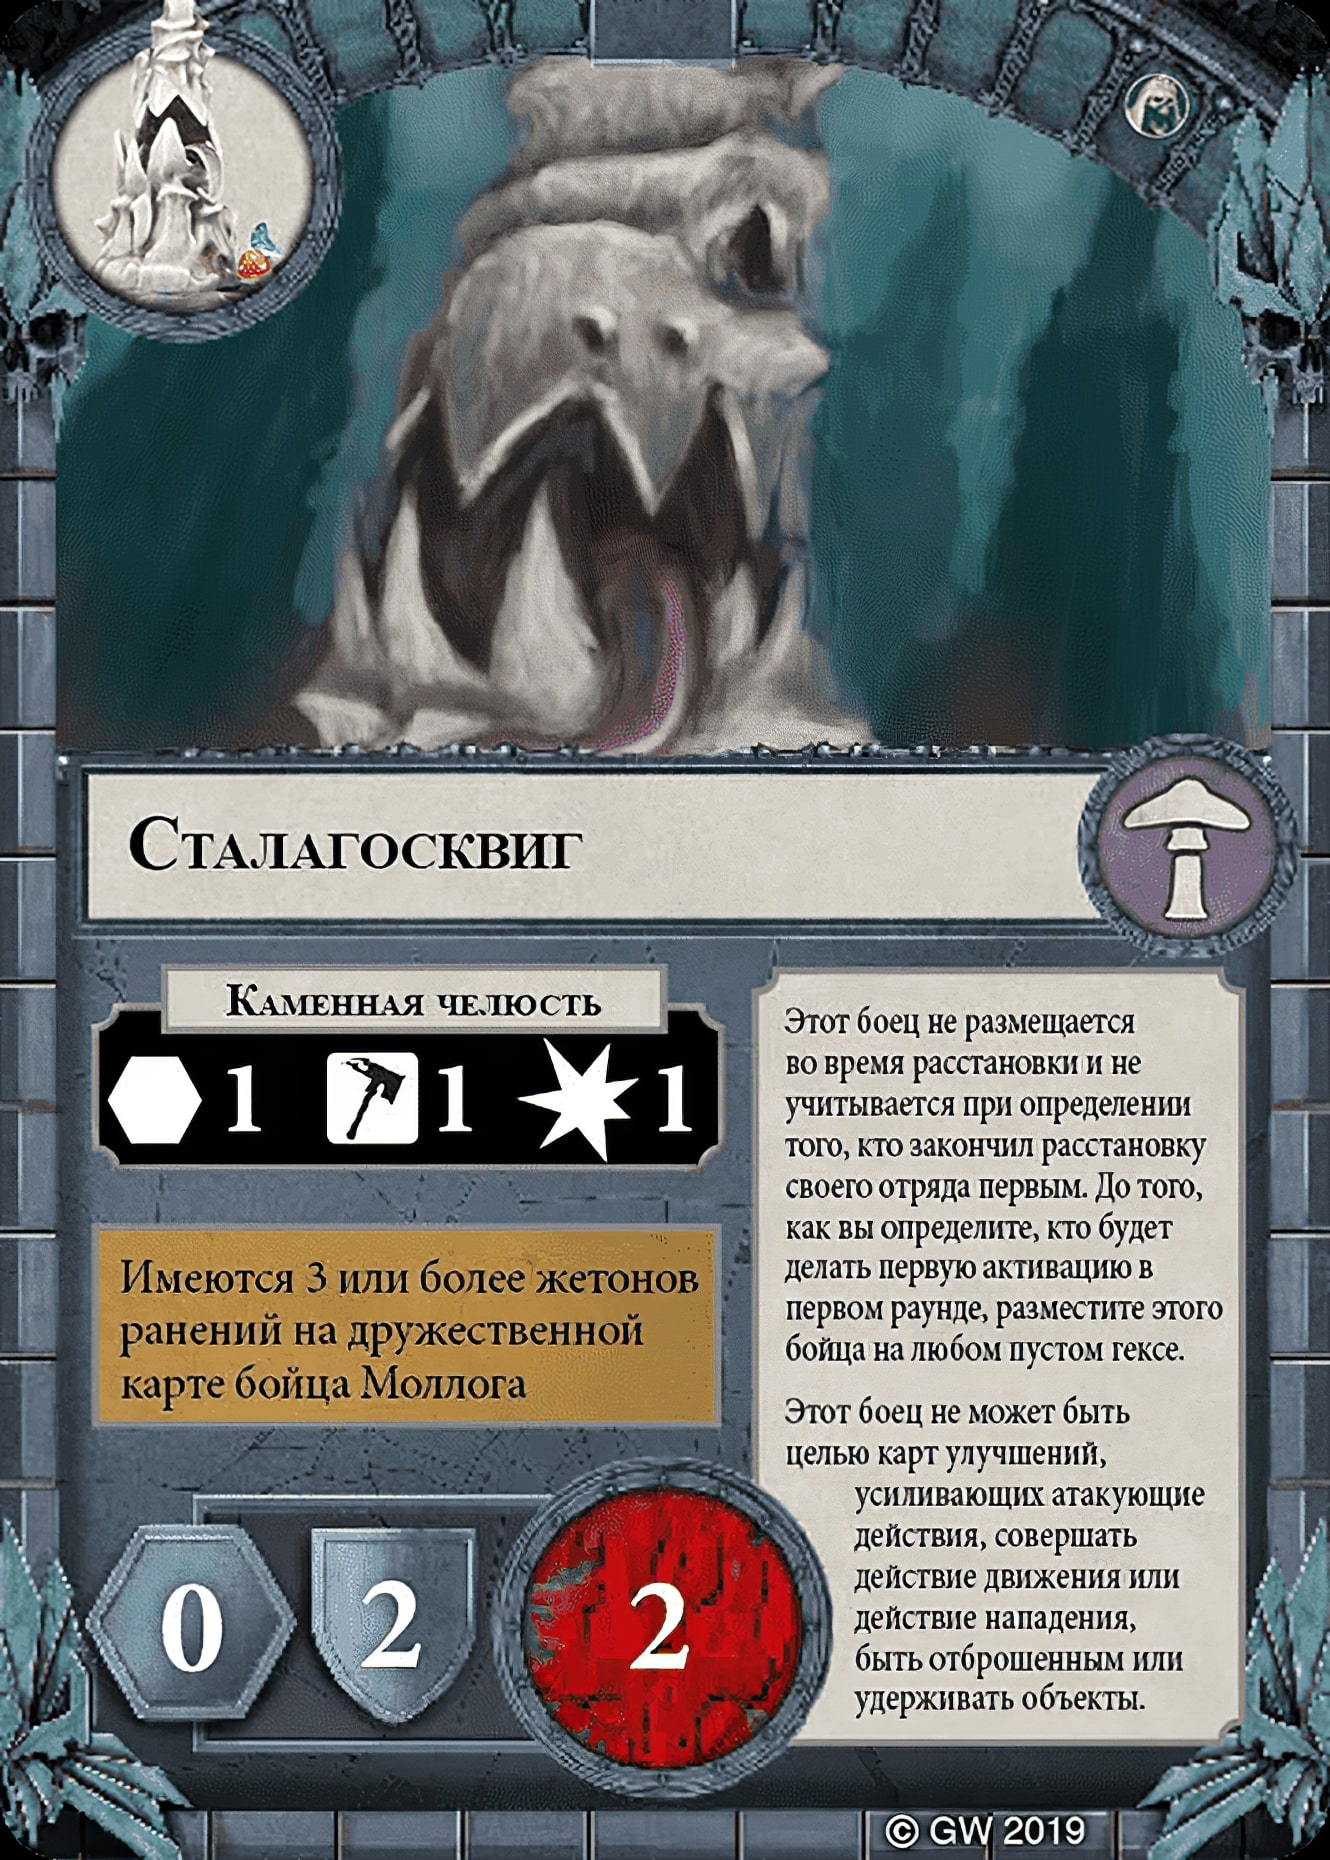 Сталагосквиг
Каменная челюсть
1 1 1
Имеются 3 или более жетонов
ранений на дружественной
карте бойца Моллога
0 2 2
Этот боец не размещается
во время расстановки и не
учитывается при определении
того, кто закончил расстановку
своего отряда первым. До того,
как вы определите, кто будет
делать первую активацию в
первом раунде, разместите этого
бойца на любом пустом гексе.
Этот боец не может быть
целью карт улучшений,
усиливающих атакующие
действия, совершать
действие движения или
действие нападения,
быть отброшенным или
удерживать объекты.
© GW 2019